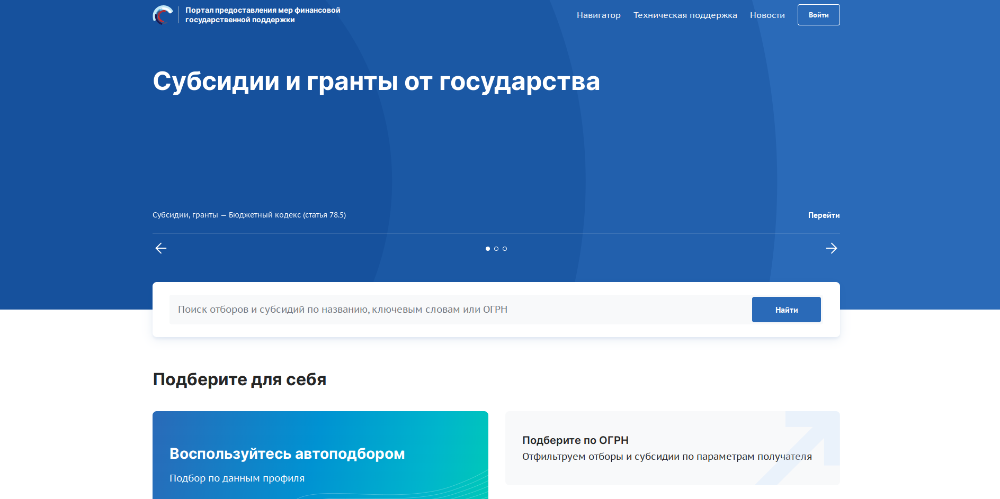 Портал предоставления мер финансовой
государственной поддержки
Навигатор
Техническая поддержка
Новости
Войти
Субсидии и гранты от государства
Субсидии, гранты — Бюджетный кодекс (статья 78.5)
Перейти
Поиск отборов и субсидий по названию, ключевым словам или ОГРН
Найти
Подберите для себя
Воспользуйтесь автоподбором
Подбор по данным профиля
Подберите по ОГРН
Отфильтруем отборы и субсидии по параметрам получателя